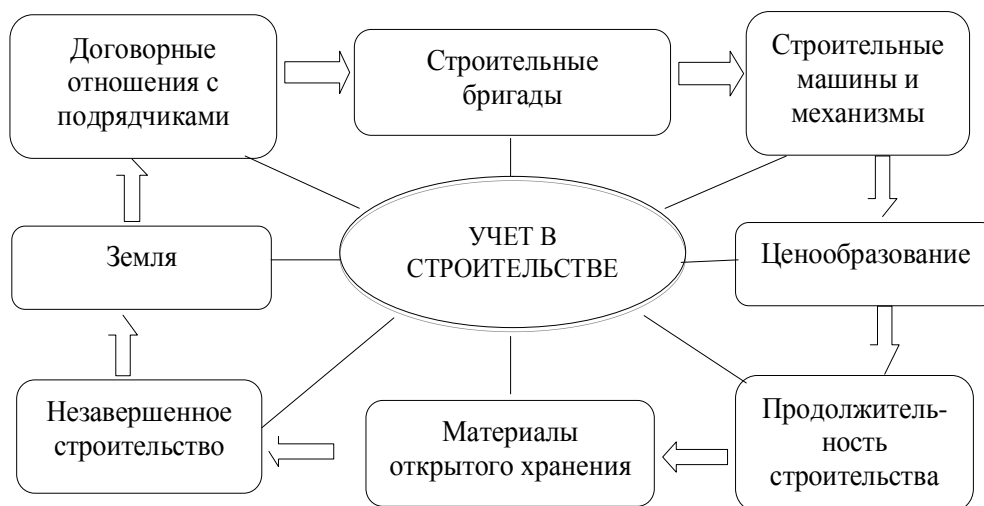 Договорные
отношения с
подрядчиками
Строительные
бригады
Строительные
машины и
механизмы
Земля
УЧЕТ В
СТРОИТЕЛЬСТВЕ
Ценообразование
Незавершенное
строительство
Материалы
открытого хранения
Продолжитель-
ность
строительства